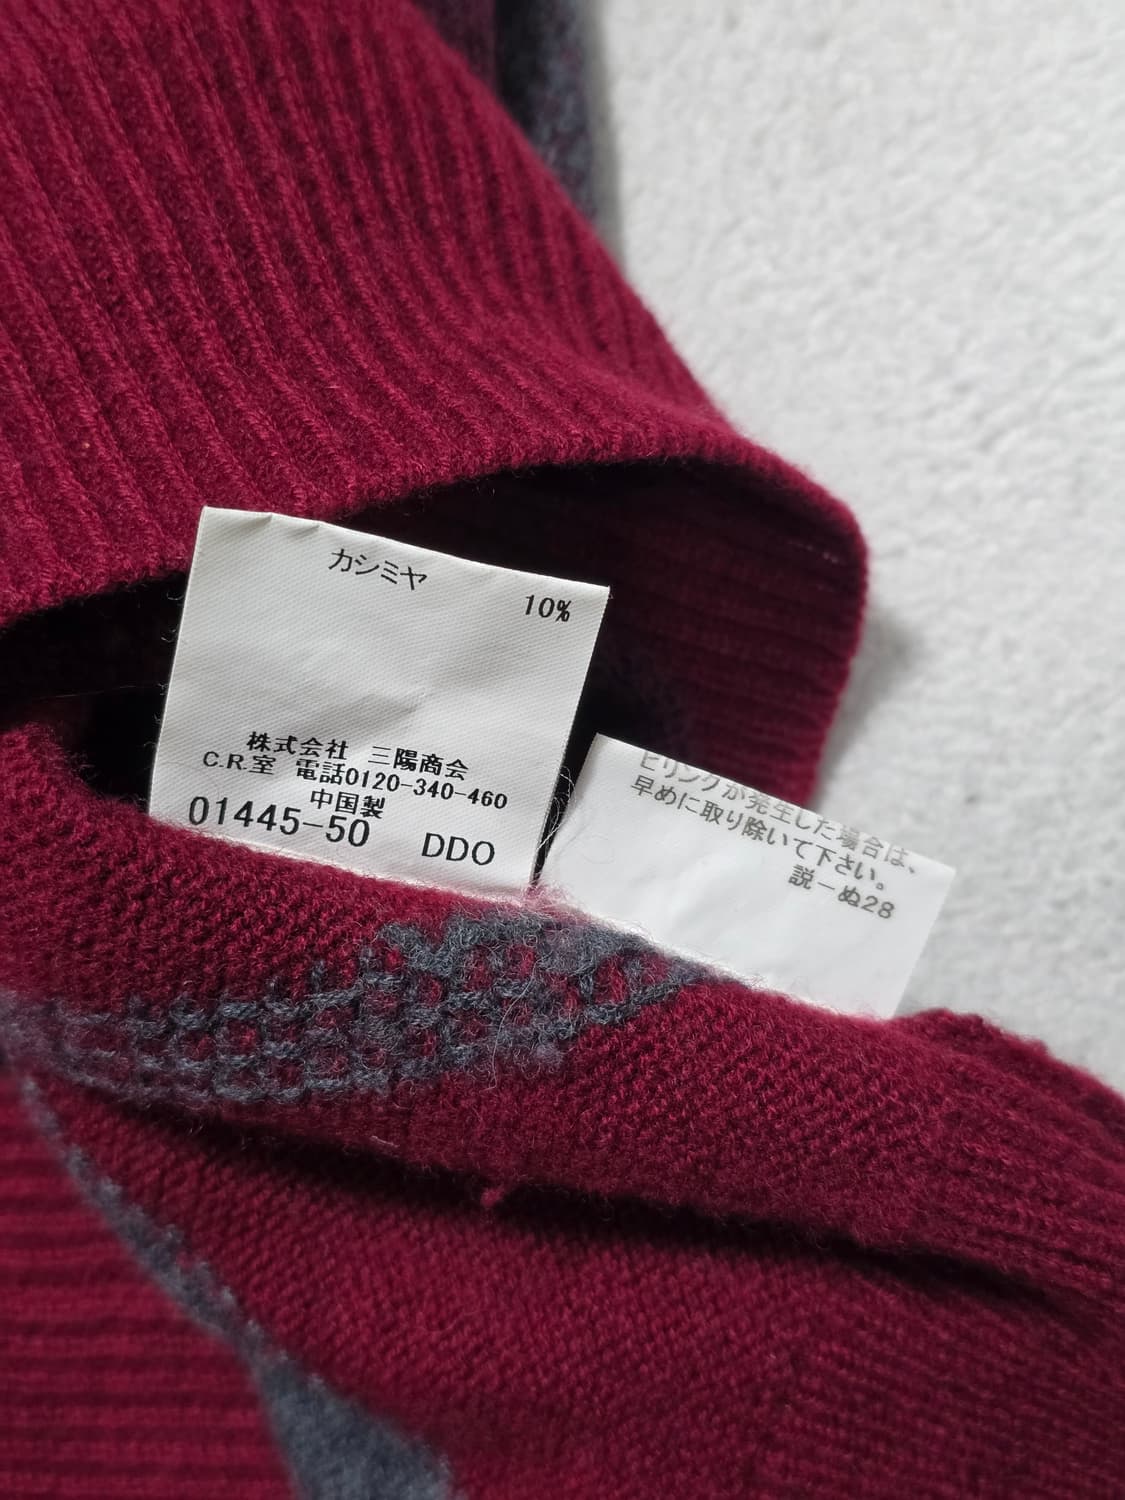 カシミヤ
10%
株式会社 三陽商会
C.R.室 電話0120-340-460
中国製
01445-50 DDO
ピリングが発生した場合は、
早めに取り除いて下さい。
説-ぬ28